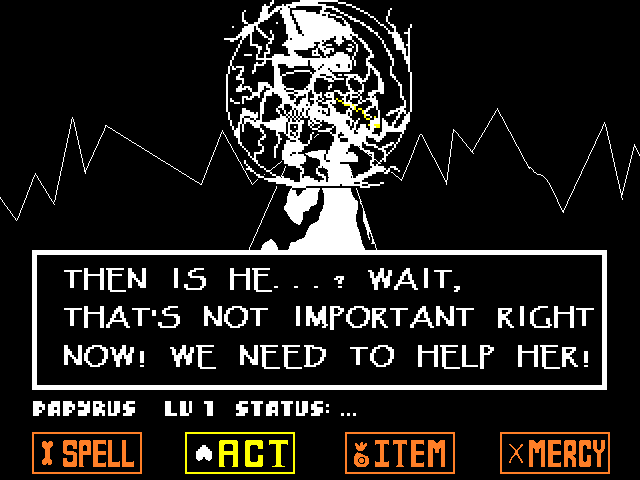 THEN IS HE...? WAIT,
THAT'S NOT IMPORTANT RIGHT
NOW! WE NEED TO HELP HER!
PAPYRUS LV 1 STATUS: ...
SPELL ACT ITEM MERCY